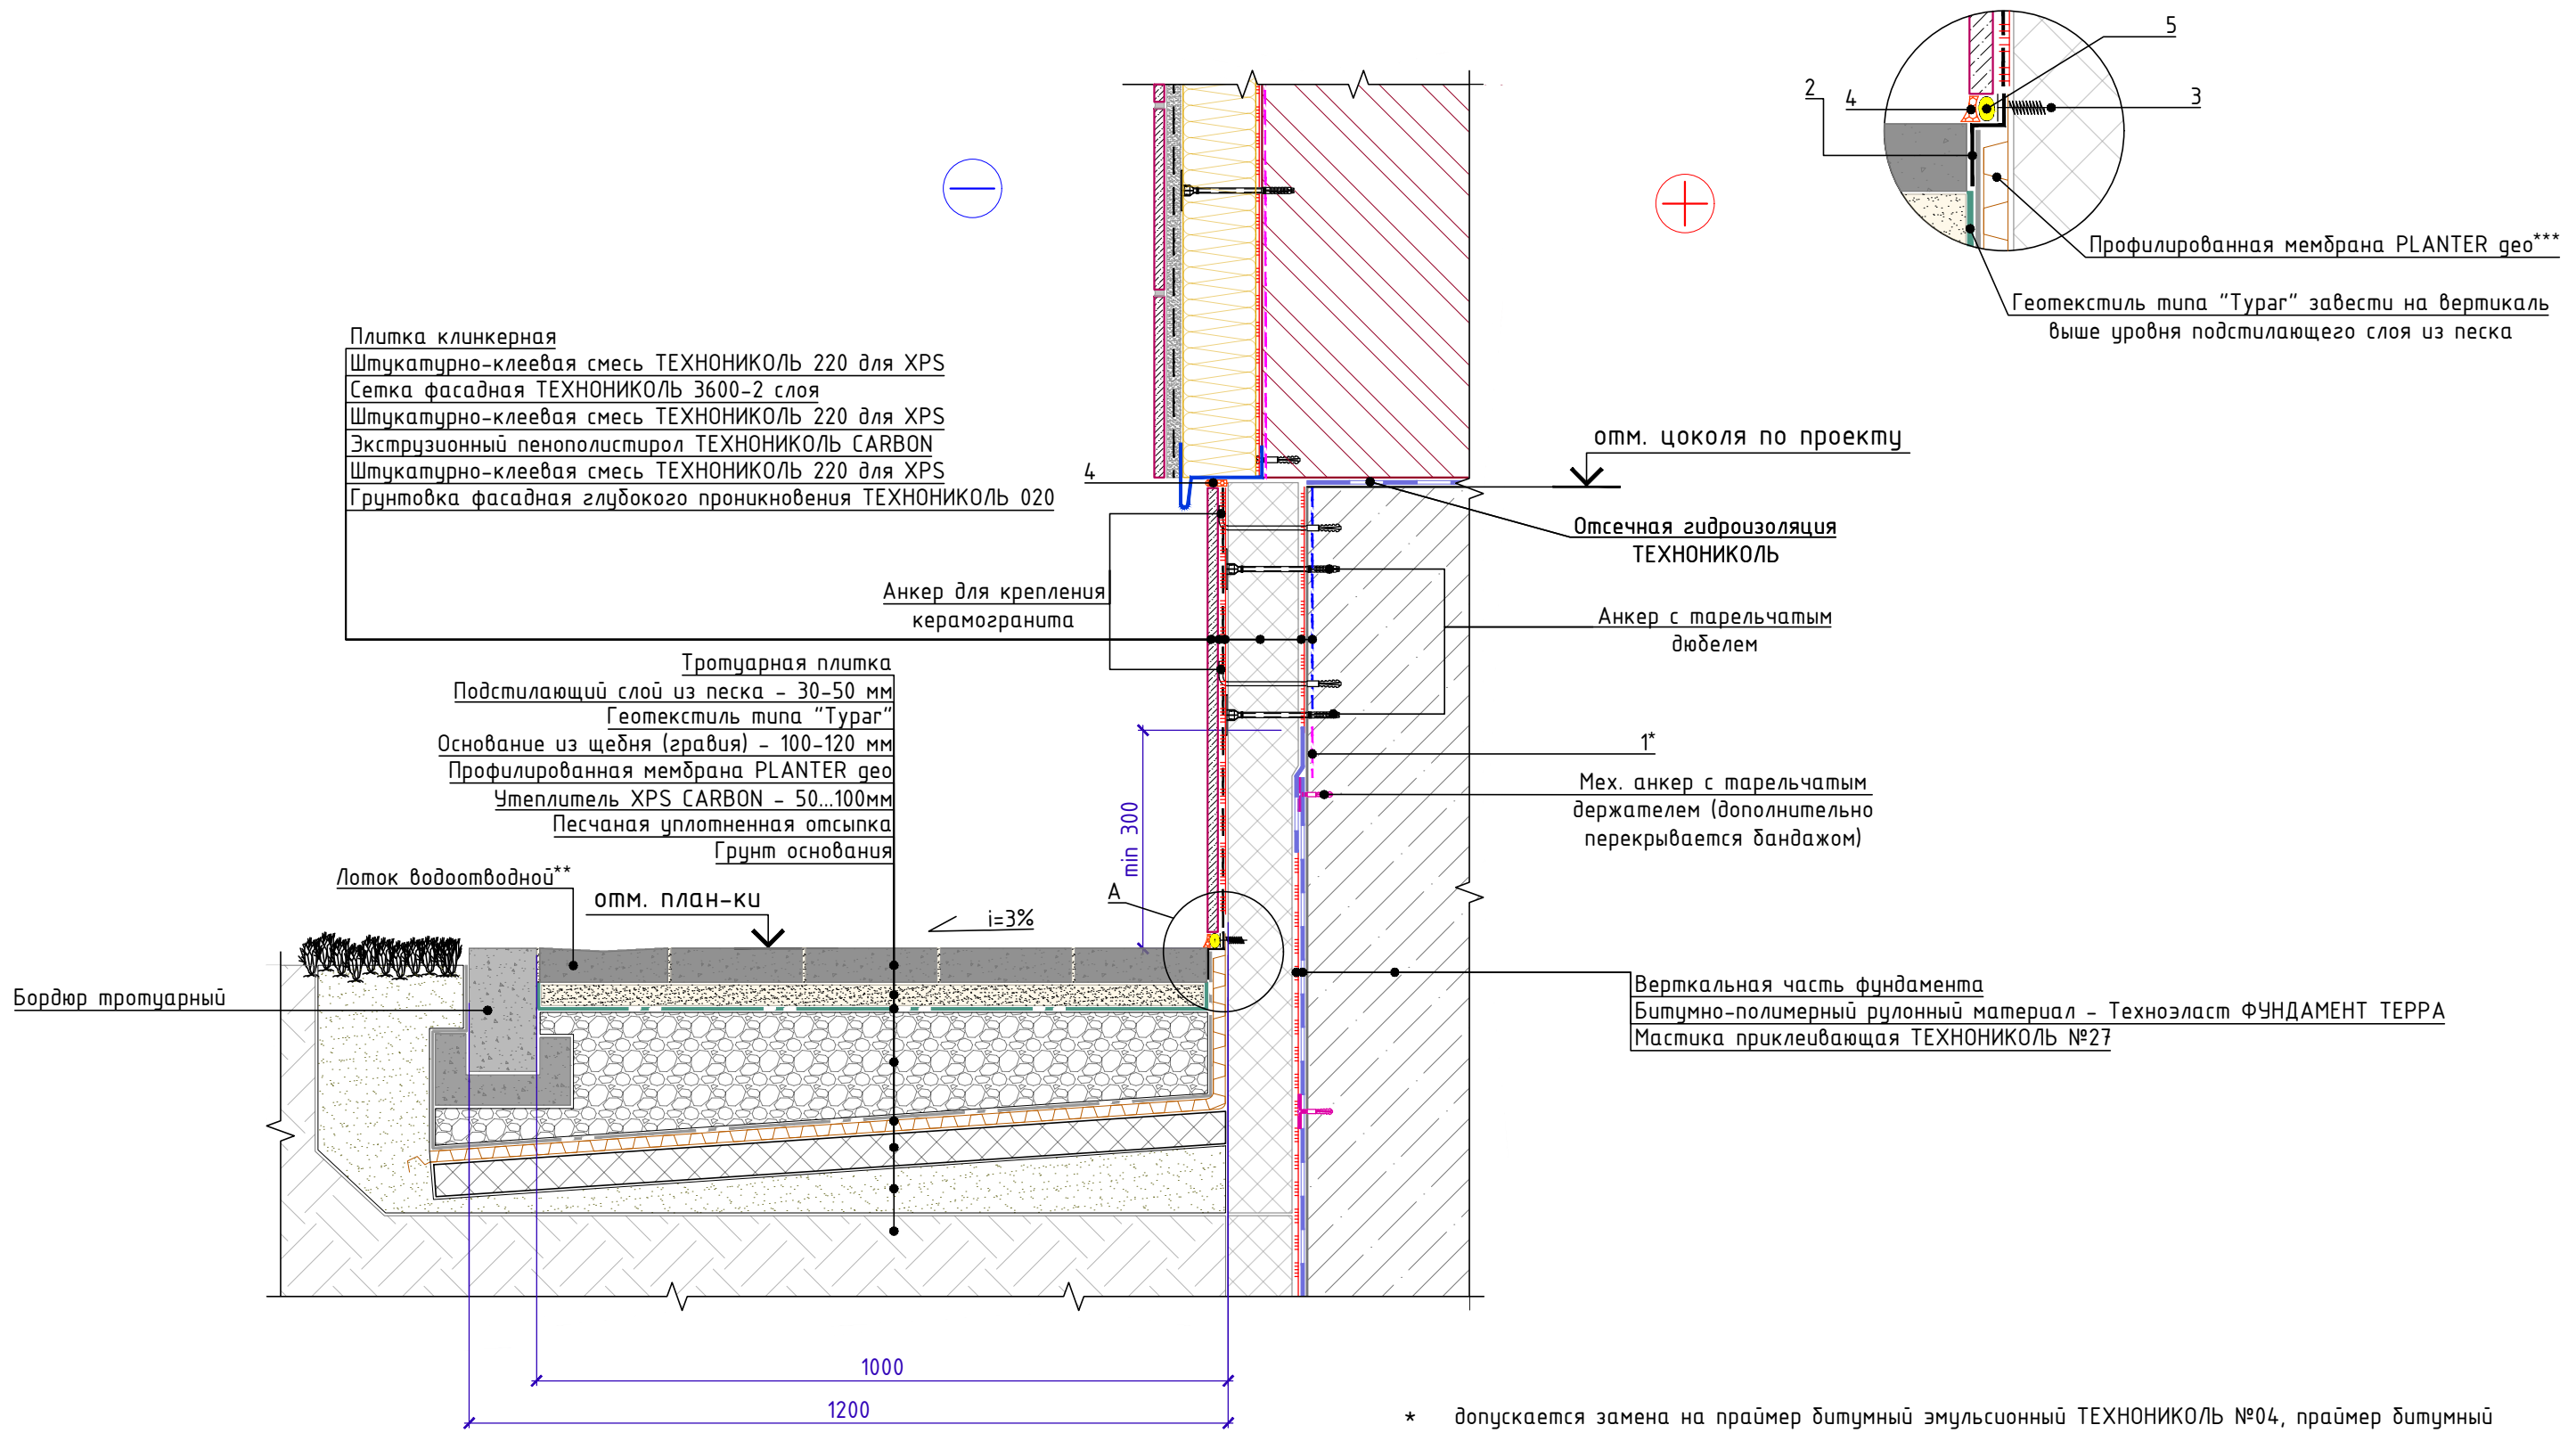 5
2
4
3
Профилированная мембрана PLANTER geo***
Геотекстиль типа "Typar" завести на вертикаль
выше уровня подстилающего слоя из песка
Плитка клинкерная
Штукатурно-клеевая смесь ТЕХНОНИКОЛЬ 220 для XPS
Сетка фасадная ТЕХНОНИКОЛЬ 3600-2 слоя
Штукатурно-клеевая смесь ТЕХНОНИКОЛЬ 220 для XPS
Экструзионный пенополистирол ТЕХНОНИКОЛЬ CARBON
Штукатурно-клеевая смесь ТЕХНОНИКОЛЬ 220 для XPS
Грунтовка фасадная глубокого проникновения ТЕХНОНИКОЛЬ 020
4
отм. цоколя по проекту
Отсечная гидроизоляция
ТЕХНОНИКОЛЬ
Анкер для крепления
керамогранита
Анкер с тарельчатым
дюбелем
Тротуарная плитка
Подстилающий слой из песка - 30-50 мм
Геотекстиль типа "Typar"
Основание из щебня (гравия) - 100-120 мм
Профилированная мембрана PLANTER geo
Утеплитель XPS CARBON - 50...100мм
Песчаная уплотненная отсыпка
Грунт основания
1*
Мех. анкер с тарельчатым
держателем (дополнительно
перекрывается бандажом)
min 300
Лоток водоотводной**
отм. план-ки
i=3%
А
Бордюр тротуарный
Верткальная часть фундамента
Битумно-полимерный рулонный материал - Техноэласт ФУНДАМЕНТ ТЕРРА
Мастика приклеивающая ТЕХНОНИКОЛЬ №27
1000
1200
* допускается замена на праймер битумный эмульсионный ТЕХНОНИКОЛЬ №04, праймер битумный